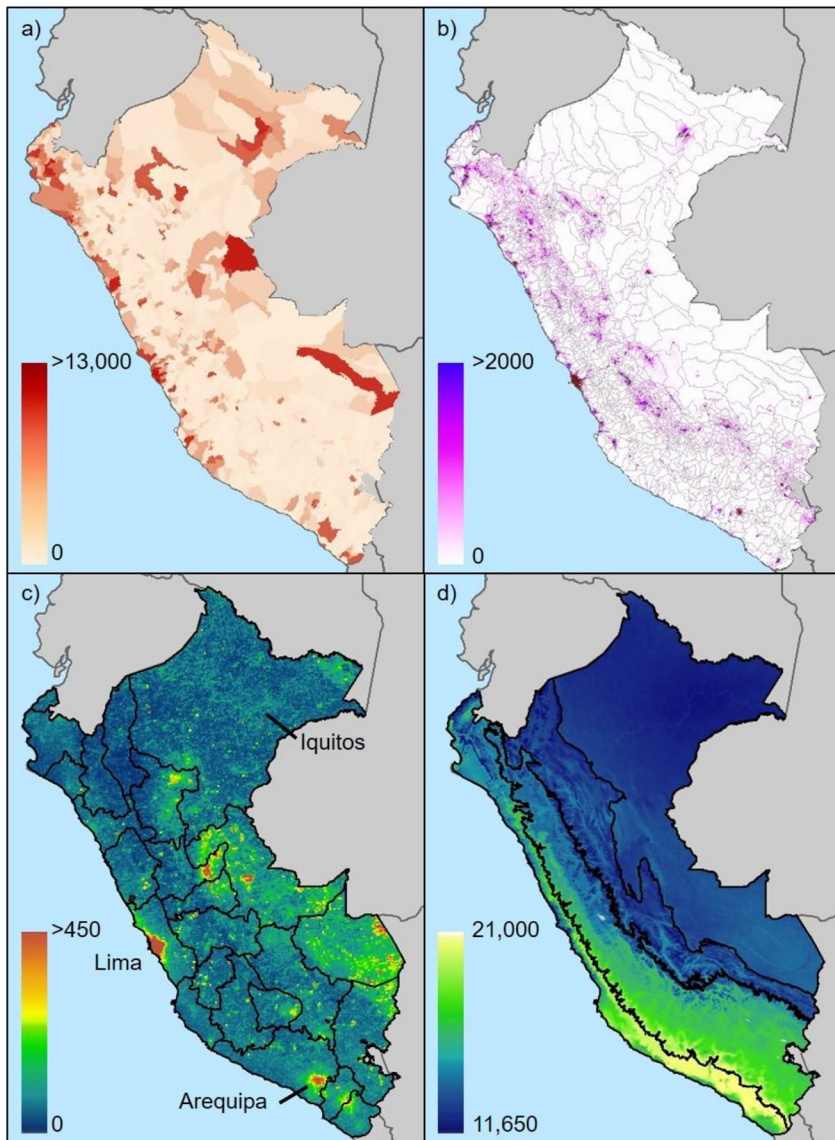 a)
>13,000
0
b)
>2000
0
c)
Iquitos
>450
Lima
Arequipa
0
d)
21,000
11,650